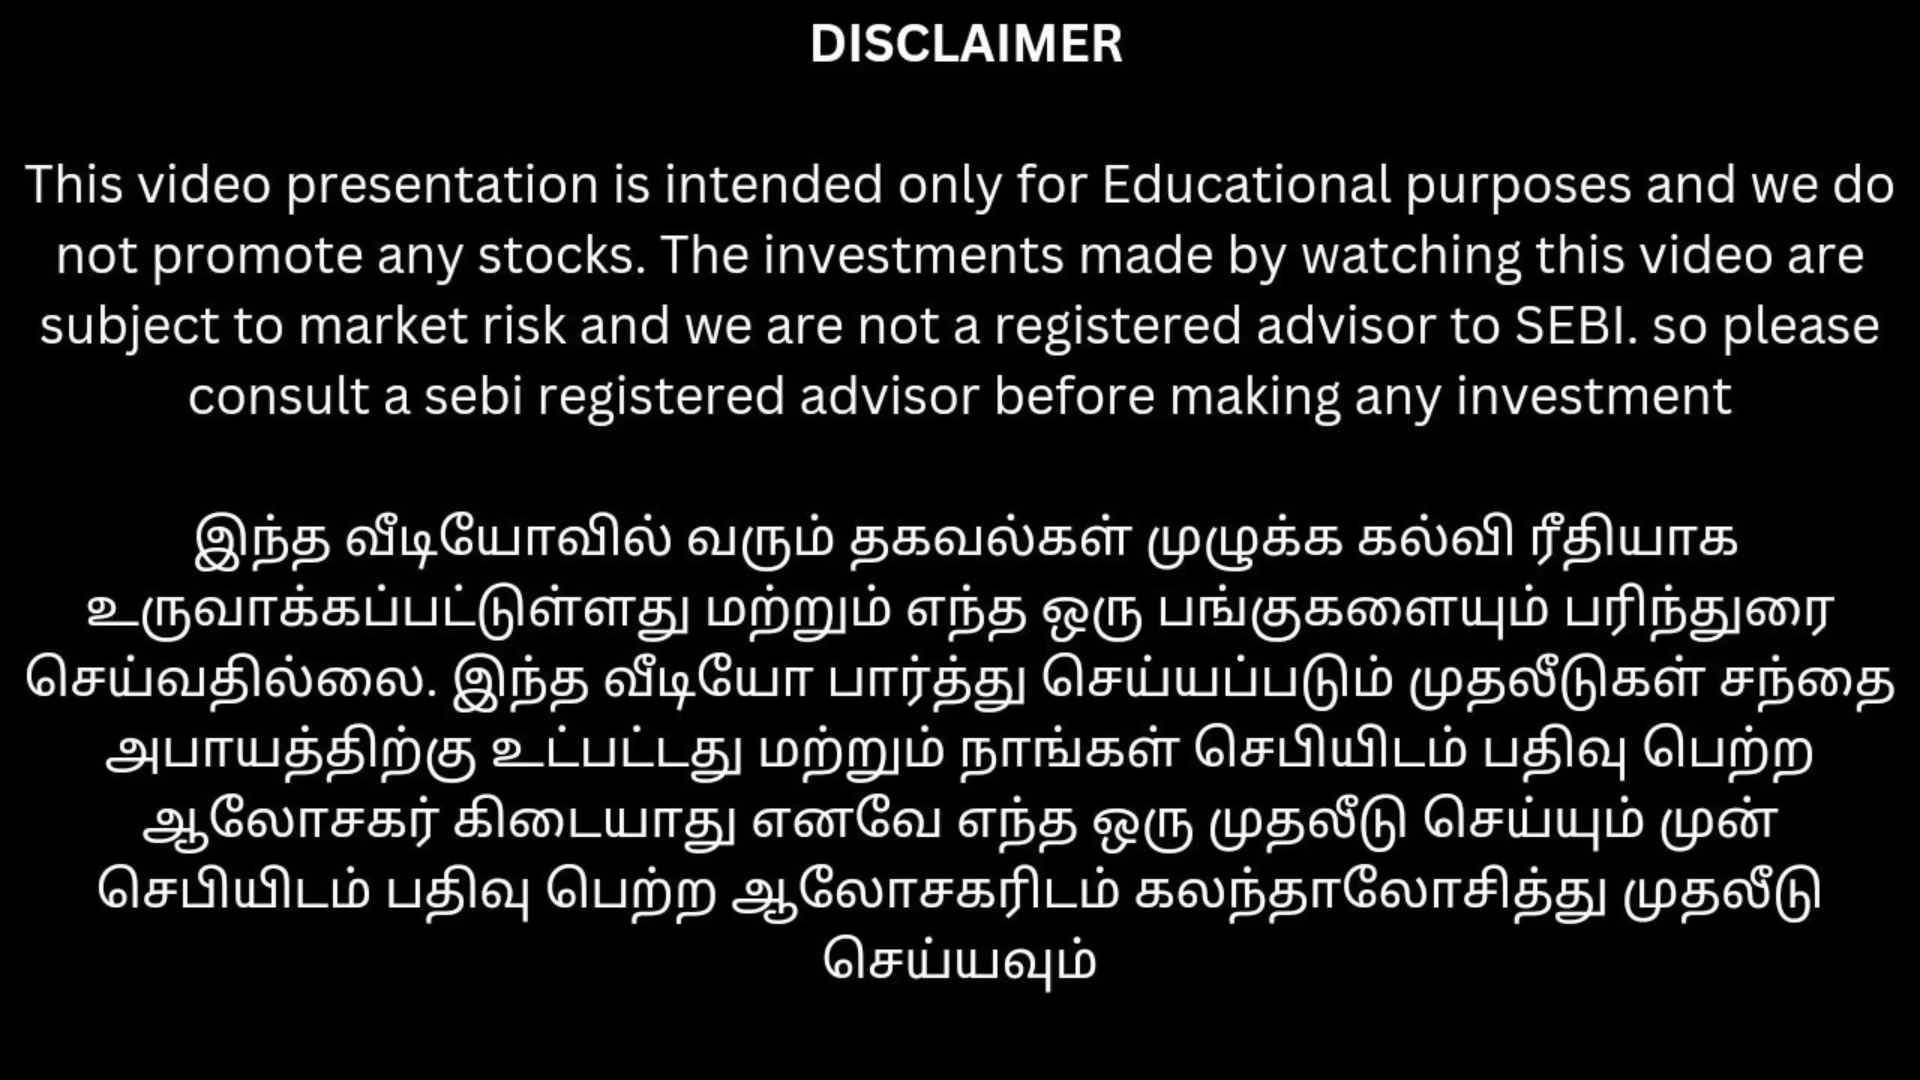 DISCLAIMER
This video presentation is intended only for Educational purposes and we do
not promote any stocks. The investments made by watching this video are
subject to market risk and we are not a registered advisor to SEBI. so please
consult a sebi registered advisor before making any investment
இந்த வீடியோவில் வரும் தகவல்கள் முழுக்க கல்வி ரீதியாக
உருவாக்கப்பட்டுள்ளது மற்றும் எந்த ஒரு பங்குகளையும் பரிந்துரை
செய்வதில்லை. இந்த வீடியோ பார்த்து செய்யப்படும் முதலீடுகள் சந்தை
அபாயத்திற்கு உட்பட்டது மற்றும் நாங்கள் செபியிடம் பதிவு பெற்ற
ஆலோசகர் கிடையாது எனவே எந்த ஒரு முதலீடு செய்யும் முன்
செபியிடம் பதிவு பெற்ற ஆலோசகரிடம் கலந்தாலோசித்து முதலீடு
செய்யவும்